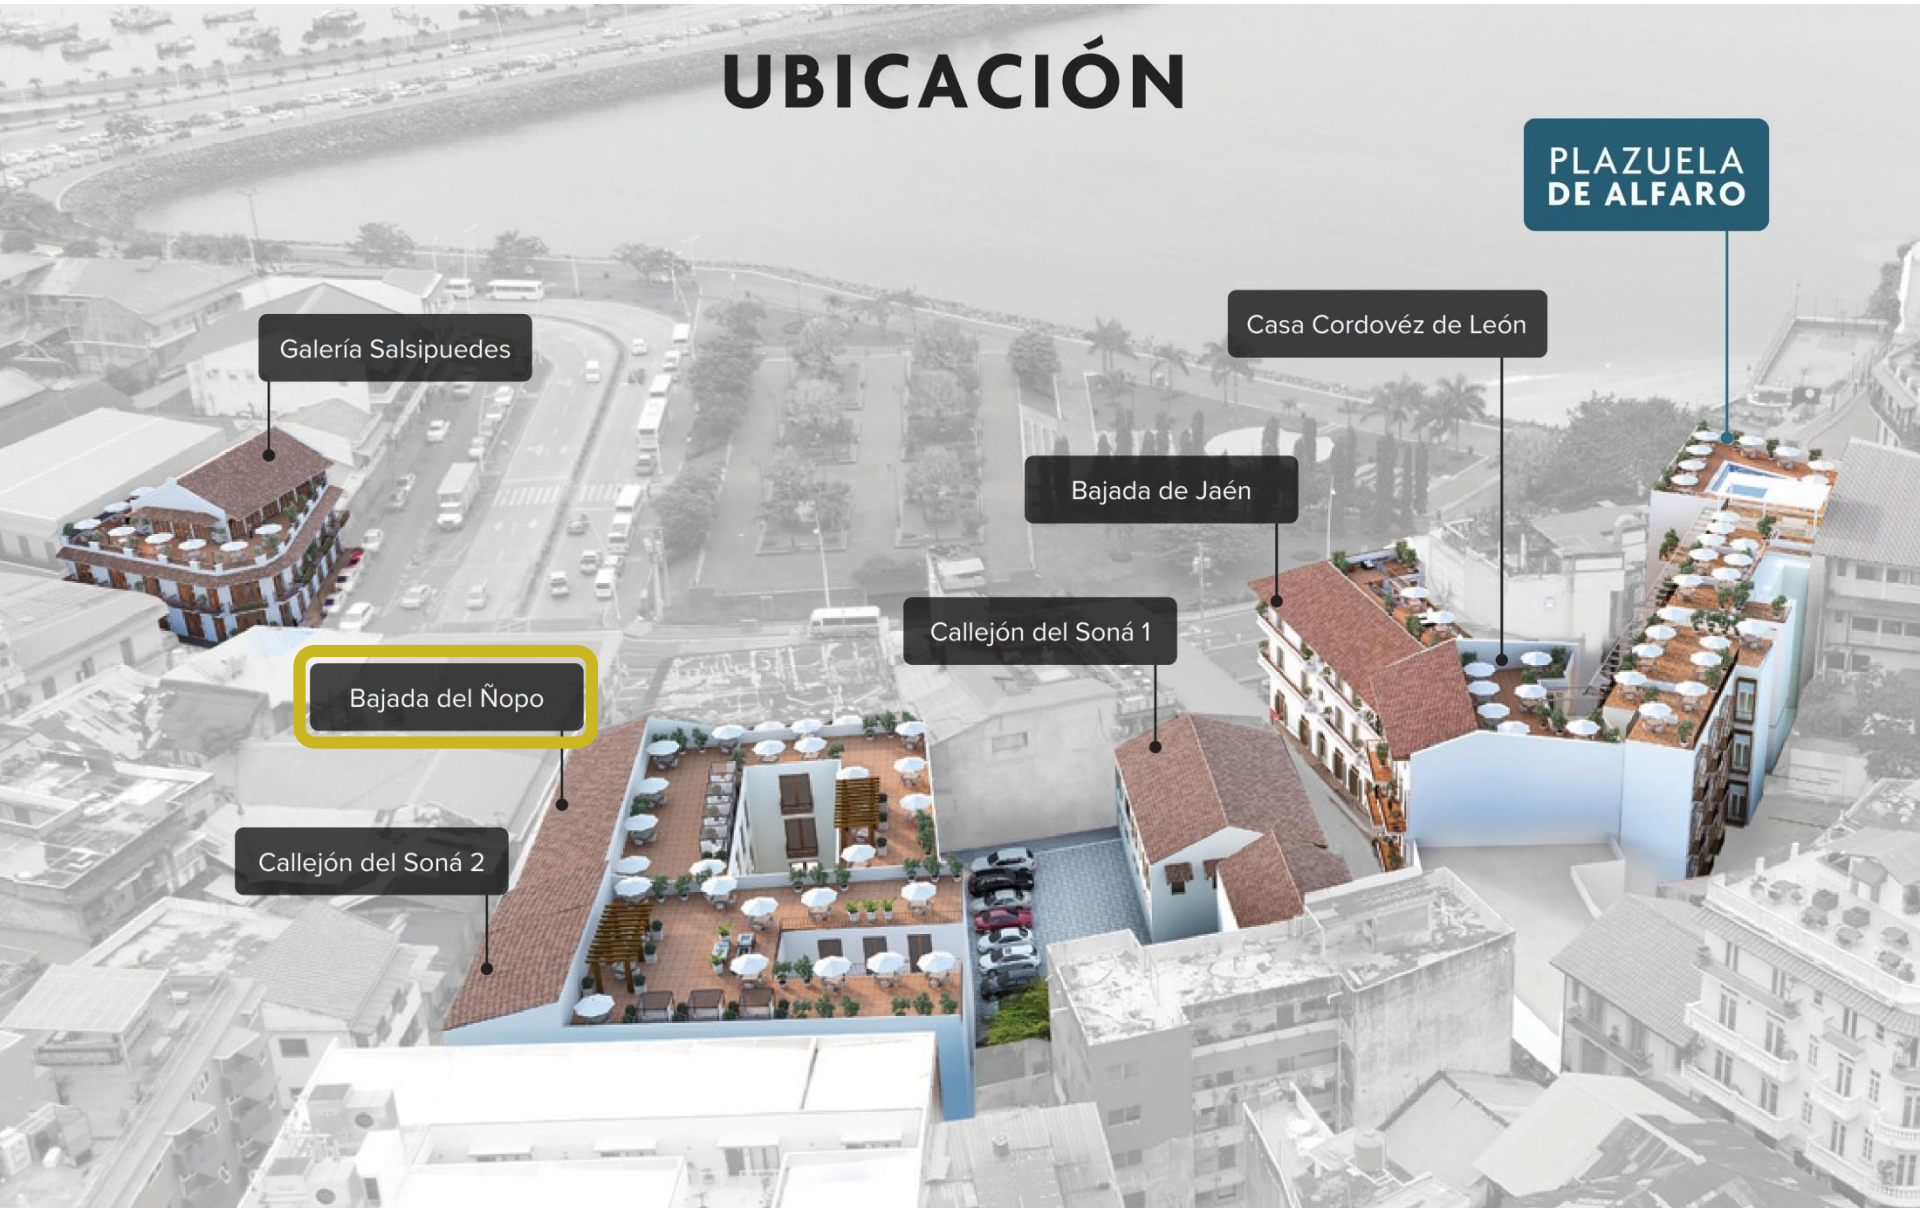 UBICACIÓN
PLAZUELA
DE ALFARO
Casa Cordovéz de León
Galería Salsipuedes
Bajada de Jaén
Callejón del Soná 1
Bajada del Ñopo
Callejón del Soná 2